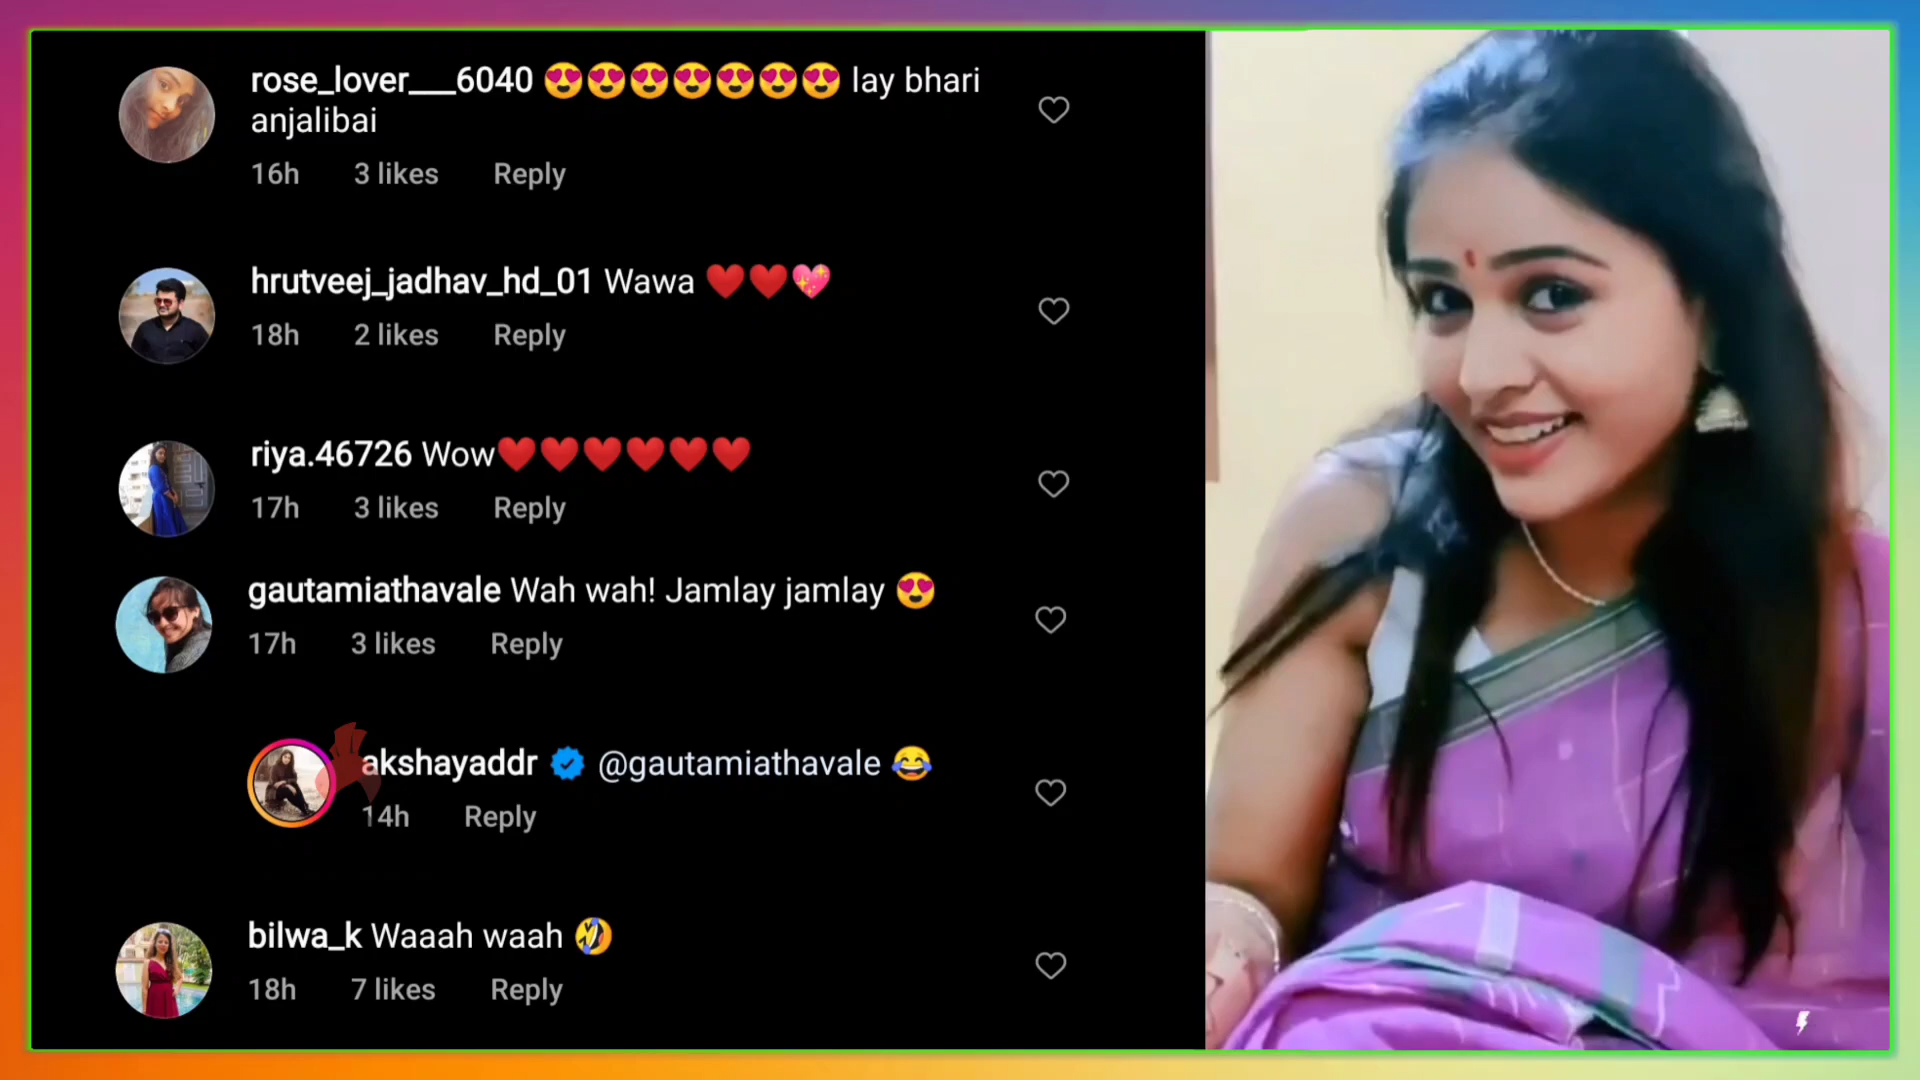 rose_lover___6040 😍😍😍😍😍😍😍 lay bhari
anjalibai
16h 3 likes Reply
hrutveej_jadhav_hd_01 Wawa ❤️❤️💖
18h 2 likes Reply
riya.46726 Wow❤️❤️❤️❤️❤️❤️
17h 3 likes Reply
gautamiathavale Wah wah! Jamlay jamlay 😍
17h 3 likes Reply
akshayaddr @gautamiathavale 😂
14h Reply
bilwa_k Waaah waah 🤣
18h 7 likes Reply